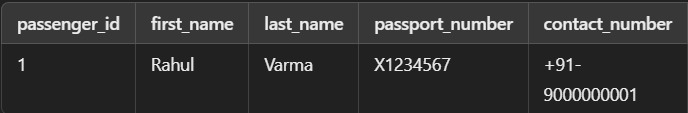 passenger_id first_name last_name passport_number contact_number
1 Rahul Varma X1234567 +91-
9000000001